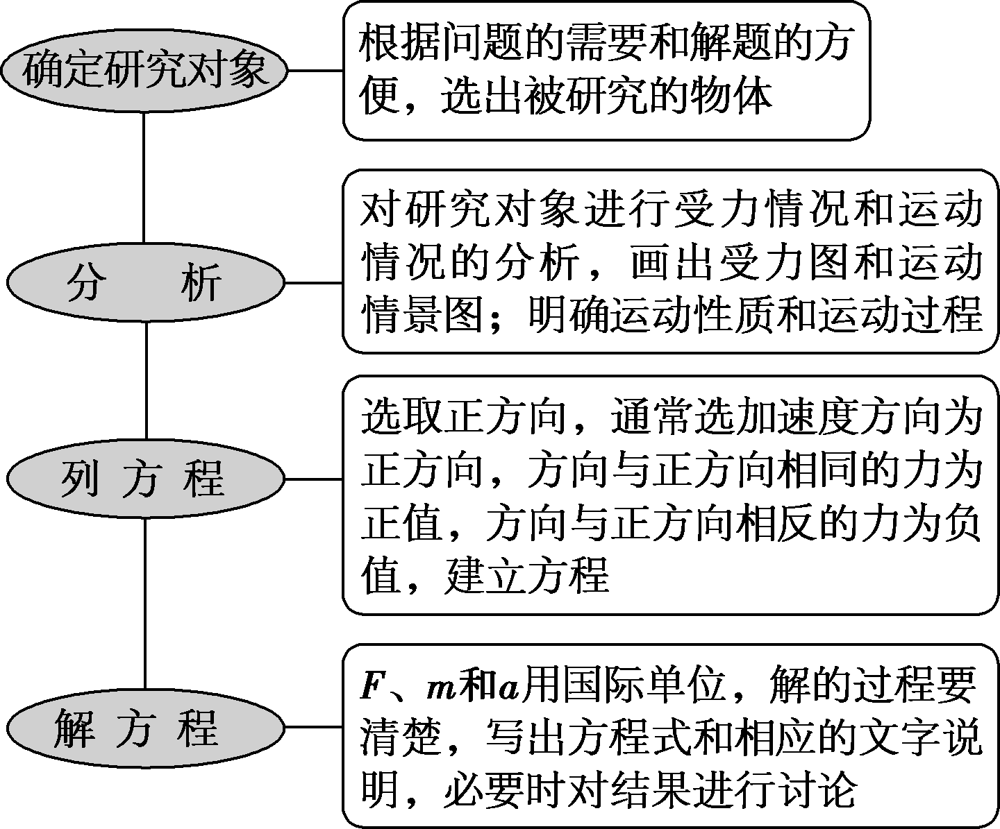 确定研究对象
根据问题的需要和解题的方
便，选出被研究的物体
分 析
对研究对象进行受力情况和运动
情况的分析，画出受力图和运动
情景图；明确运动性质和运动过程
列方程
选取正方向，通常选加速度方向为
正方向，方向与正方向相同的力为
正值，方向与正方向相反的力为负
值，建立方程
解方程
F、m和a用国际单位，解的过程要
清楚，写出方程式和相应的文字说
明，必要时对结果进行讨论